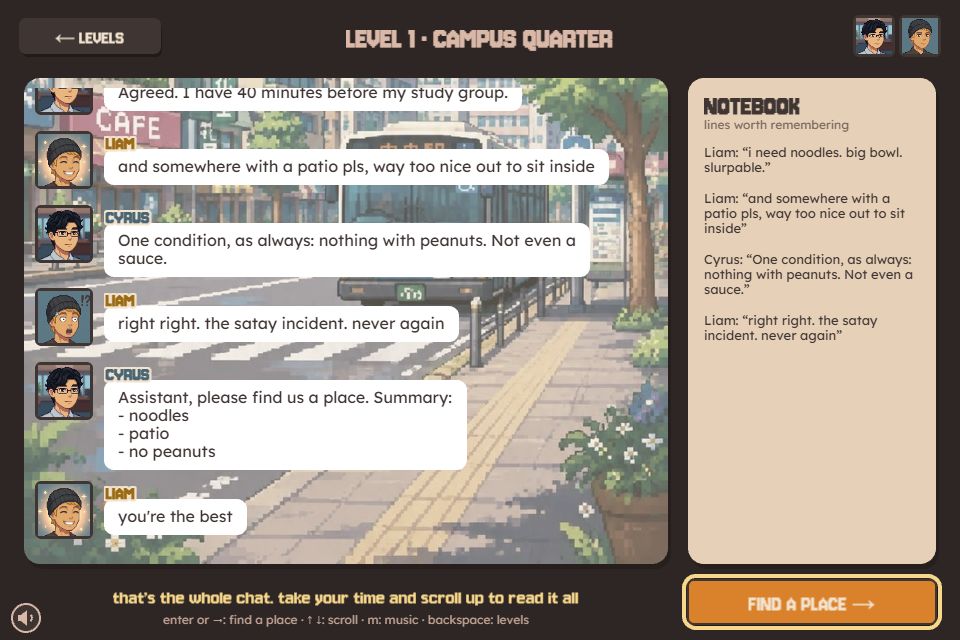 ← LEVELS
LEVEL 1 · CAMPUS QUARTER
Agreed. I have 40 minutes before my study group.
CAFE
LIAM
and somewhere with a patio pls, way too nice out to sit inside
CYRUS
One condition, as always: nothing with peanuts. Not even a
sauce.
!?
LIAM
right right. the satay incident. never again
CYRUS
Assistant, please find us a place. Summary:
- noodles
- patio
- no peanuts
LIAM
you're the best
NOTEBOOK
lines worth remembering
Liam: “i need noodles. big bowl.
slurpable.”
Liam: “and somewhere with a
patio pls, way too nice out to sit
inside”
Cyrus: “One condition, as always:
nothing with peanuts. Not even a
sauce.”
Liam: “right right. the satay
incident. never again”
that's the whole chat. take your time and scroll up to read it all
enter or →: find a place · ↑ ↓: scroll · m: music · backspace: levels
FIND A PLACE →